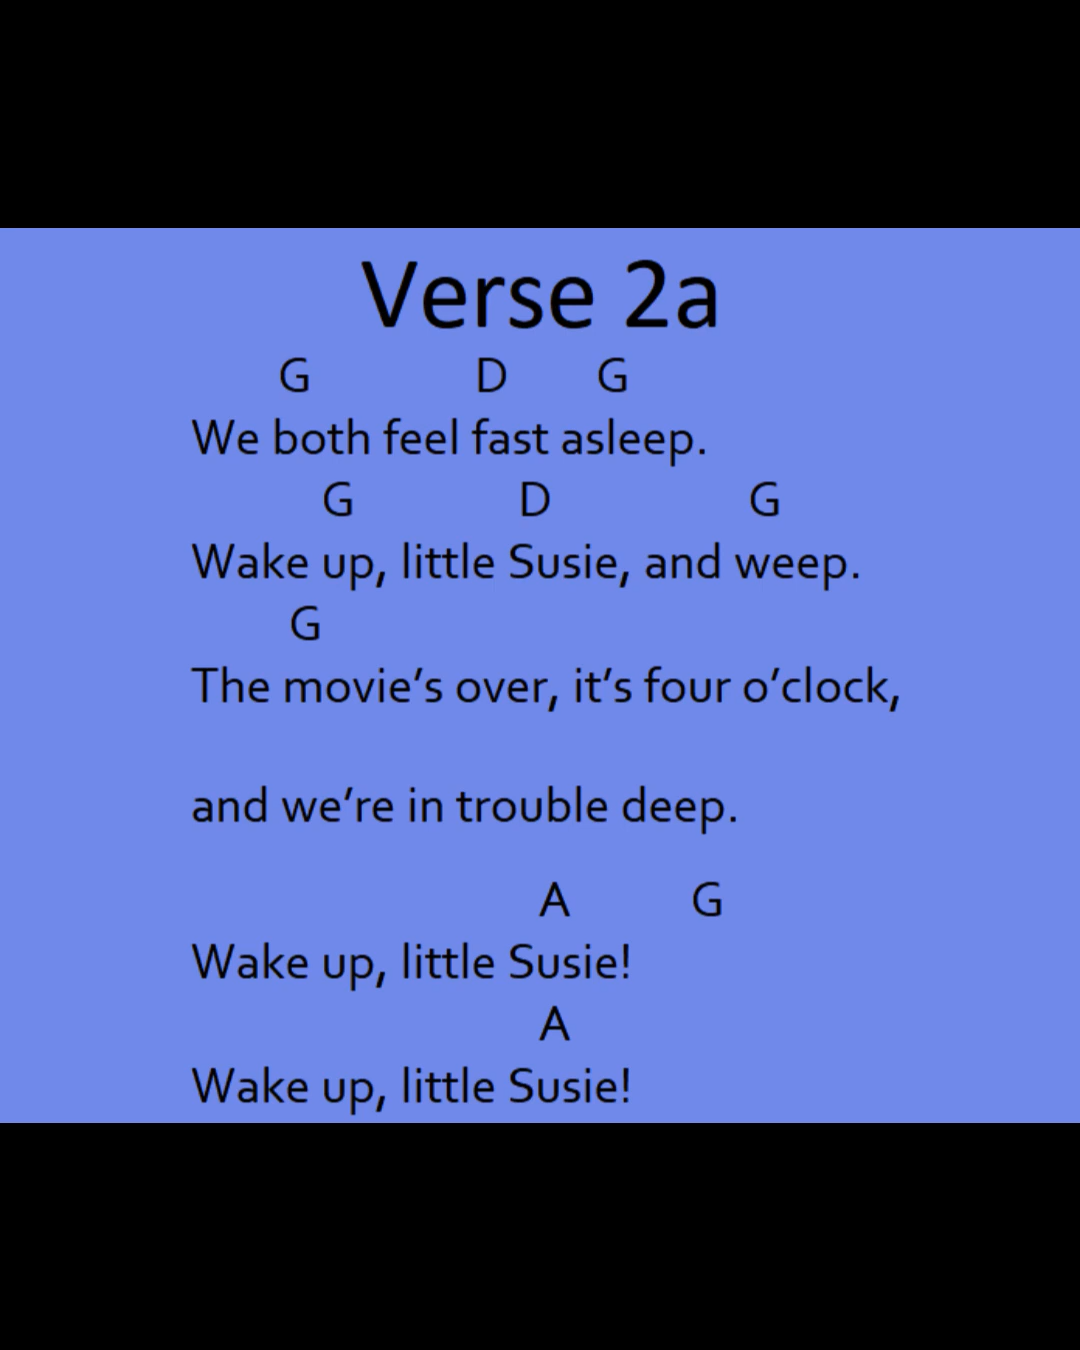 Verse 2a
G D G
We both feel fast asleep.
G D G
Wake up, little Susie, and weep.
G
The movie’s over, it’s four o’clock,
and we’re in trouble deep.
A G
Wake up, little Susie!
A
Wake up, little Susie!